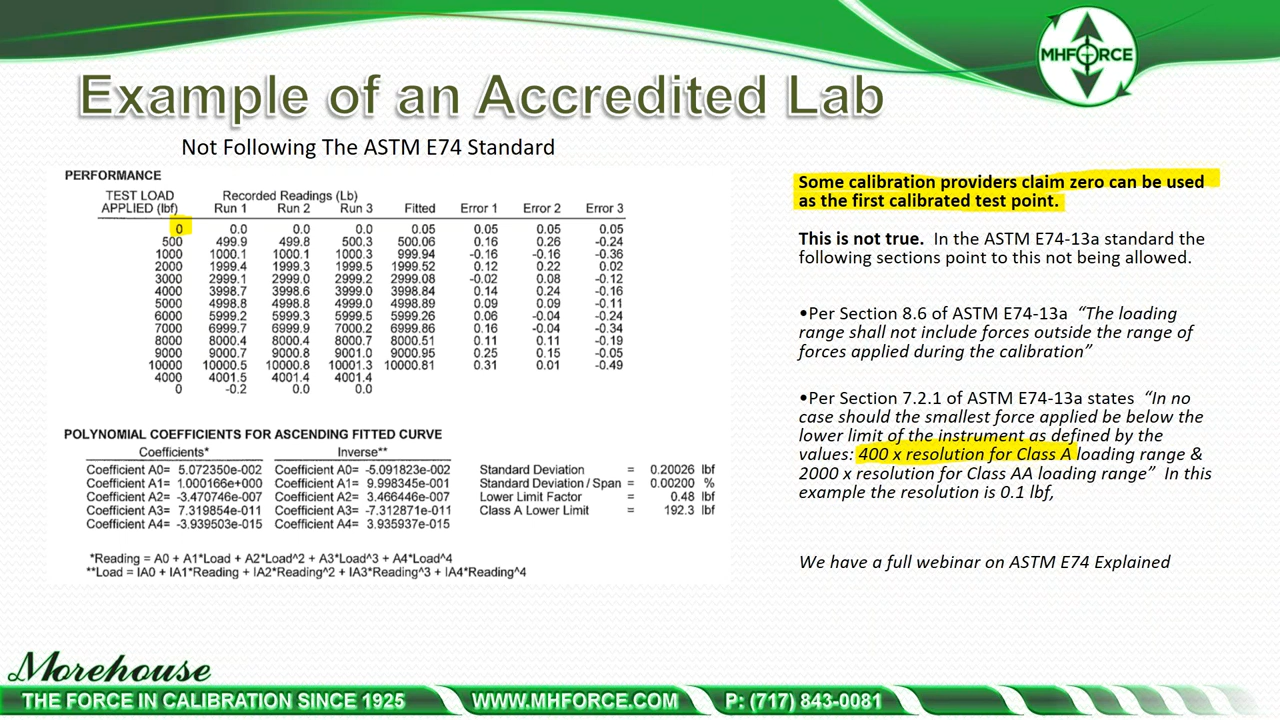 MHFORCE
Example of an Accredited Lab
Not Following The ASTM E74 Standard
PERFORMANCE
TEST LOAD Recorded Readings (Lb)
APPLIED (lbf) Run 1 Run 2 Run 3 Fitted Error 1 Error 2 Error 3
0 0.0 0.0 0.0 0.05 0.05 0.05 0.05
500 499.9 499.8 500.3 500.06 0.16 0.26 -0.24
1000 1000.1 1000.1 1000.3 999.94 -0.16 -0.16 -0.36
2000 1999.4 1999.3 1999.5 1999.52 0.12 0.22 0.02
3000 2999.1 2999.0 2999.2 2999.08 -0.02 0.08 -0.12
4000 3998.7 3998.6 3999.0 3998.84 0.14 0.24 -0.16
5000 4998.8 4998.8 4999.0 4998.89 0.09 0.09 -0.11
6000 5999.2 5999.3 5999.5 5999.26 0.06 -0.04 -0.24
7000 6999.7 6999.9 7000.2 6999.86 0.16 -0.04 -0.34
8000 8000.4 8000.4 8000.7 8000.51 0.11 0.11 -0.19
9000 9000.7 9000.8 9001.0 9000.95 0.25 0.15 -0.05
10000 10000.5 10000.8 10001.3 10000.81 0.31 0.01 -0.49
4000 4001.5 4001.4 4001.4
0 -0.2 0.0 0.0
POLYNOMIAL COEFFICIENTS FOR ASCENDING FITTED CURVE
Coefficients* Inverse**
Coefficient A0= 5.072350e-002 Coefficient A0= -5.091823e-002 Standard Deviation = 0.20026 lbf
Coefficient A1= 1.000166e+000 Coefficient A1= 9.998345e-001 Standard Deviation / Span = 0.00200 %
Coefficient A2= -3.470746e-007 Coefficient A2= 3.466446e-007 Lower Limit Factor = 0.48 lbf
Coefficient A3= 7.319854e-011 Coefficient A3= -7.312871e-011 Class A Lower Limit = 192.3 lbf
Coefficient A4= -3.939503e-015 Coefficient A4= 3.935937e-015
*Reading = A0 + A1*Load + A2*Load^2 + A3*Load^3 + A4*Load^4
**Load = IA0 + IA1*Reading + IA2*Reading^2 + IA3*Reading^3 + IA4*Reading^4
Some calibration providers claim zero can be used
as the first calibrated test point.
This is not true. In the ASTM E74-13a standard the
following sections point to this not being allowed.
•Per Section 8.6 of ASTM E74-13a “The loading
range shall not include forces outside the range of
forces applied during the calibration”
•Per Section 7.2.1 of ASTM E74-13a states “In no
case should the smallest force applied be below the
lower limit of the instrument as defined by the
values: 400 x resolution for Class A loading range &
2000 x resolution for Class AA loading range” In this
example the resolution is 0.1 lbf,
We have a full webinar on ASTM E74 Explained
Morehouse
THE FORCE IN CALIBRATION SINCE 1925 WWW.MHFORCE.COM P: (717) 843-0081